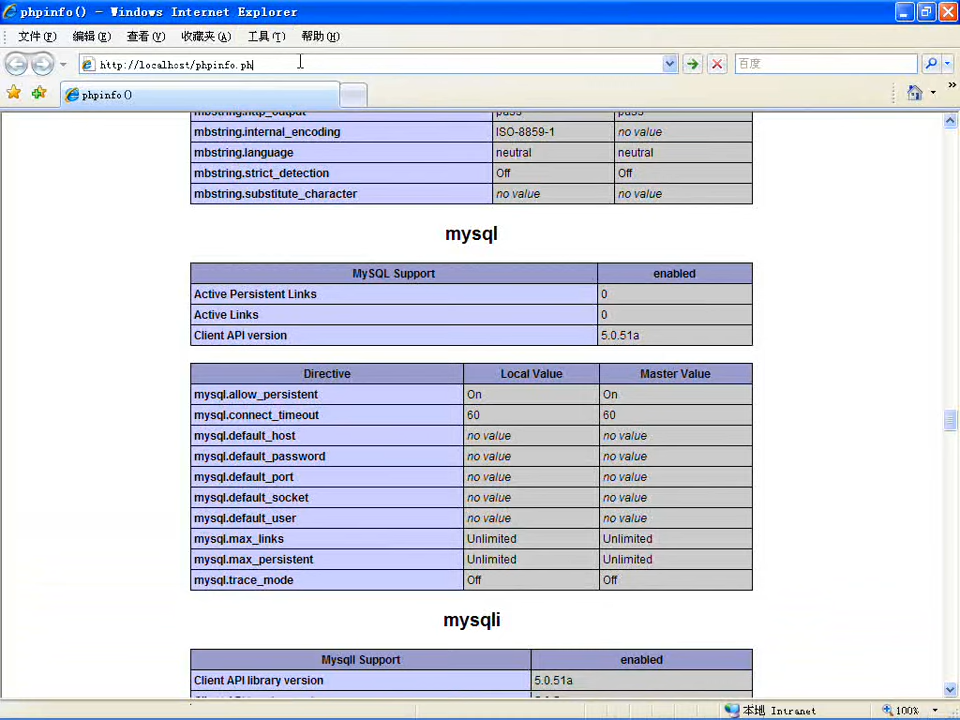 phpinfo() - Windows Internet Explorer
文件(F) 编辑(E) 查看(V) 收藏夹(A) 工具(T) 帮助(H)
http://localhost/phpinfo.ph 百度
phpinfo()
mbstring.http_output pass pass
mbstring.internal_encoding ISO-8859-1 no value
mbstring.language neutral neutral
mbstring.strict_detection Off Off
mbstring.substitute_character no value no value
mysql
MySQL Support enabled
Active Persistent Links 0
Active Links 0
Client API version 5.0.51a
Directive Local Value Master Value
mysql.allow_persistent On On
mysql.connect_timeout 60 60
mysql.default_host no value no value
mysql.default_password no value no value
mysql.default_port no value no value
mysql.default_socket no value no value
mysql.default_user no value no value
mysql.max_links Unlimited Unlimited
mysql.max_persistent Unlimited Unlimited
mysql.trace_mode Off Off
mysqli
MysqlI Support enabled
Client API library version 5.0.51a
本地 Intranet 100%